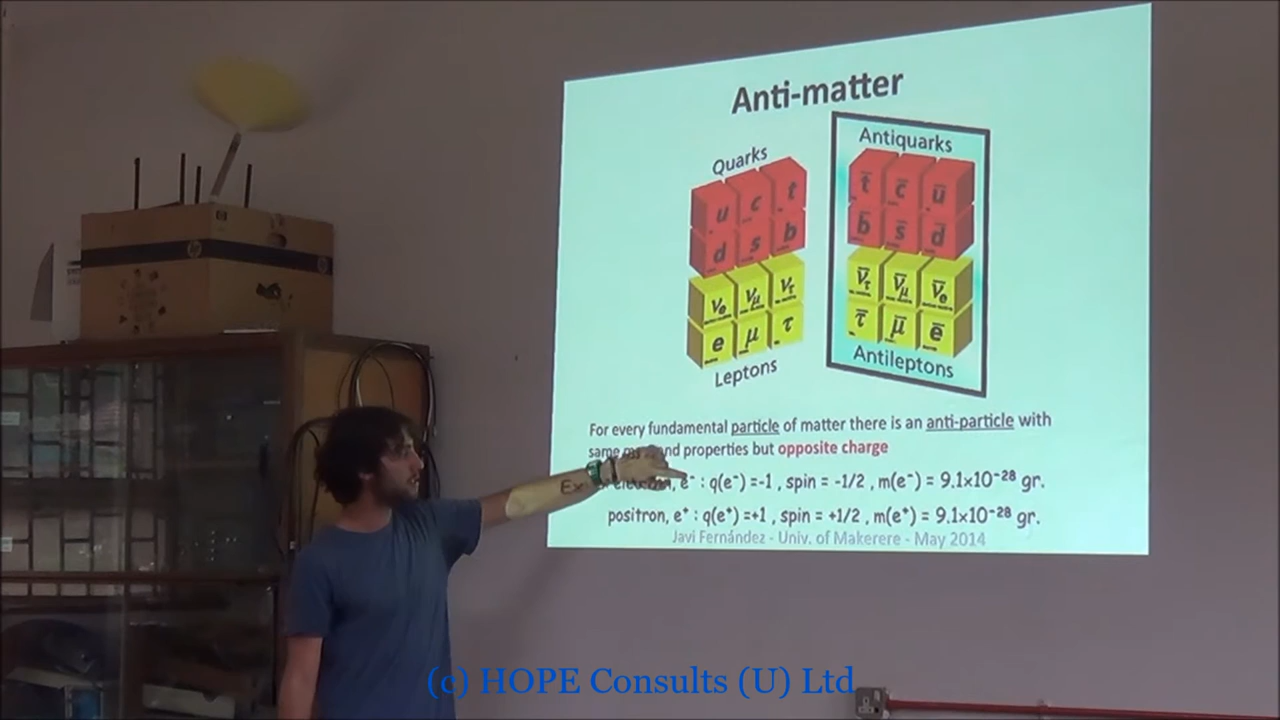 Anti-matter
Quarks
u c t
d s b
νe νμ ντ
e μ τ
Leptons
Antiquarks
t̄ c̄ ū
b̄ s̄ d̄
ν̄τ ν̄μ ν̄e
τ̄ μ̄ ē
Antileptons
For every fundamental particle of matter there is an anti-particle with
same and properties but opposite charge
Ex e⁻ : q(e⁻) =-1 , spin = -1/2 , m(e⁻) = 9.1×10⁻²⁸ gr.
positron, e⁺ : q(e⁺) =+1 , spin = +1/2 , m(e⁺) = 9.1×10⁻²⁸ gr.
Javi Fernández - Univ. of Makerere - May 2014
(c) HOPE Consults (U) Ltd